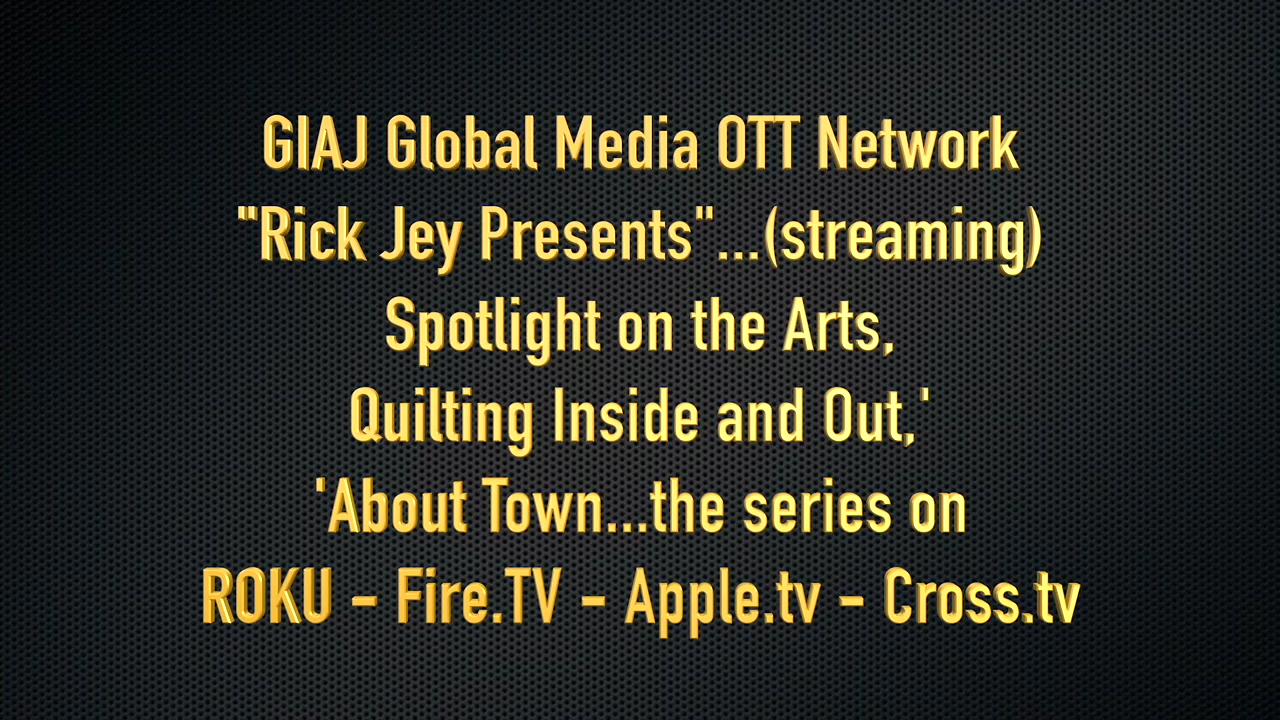 GIAJ Global Media OTT Network
"Rick Jey Presents"...(streaming)
Spotlight on the Arts,
Quilting Inside and Out,'
'About Town...the series on
ROKU - Fire.TV - Apple.tv - Cross.tv